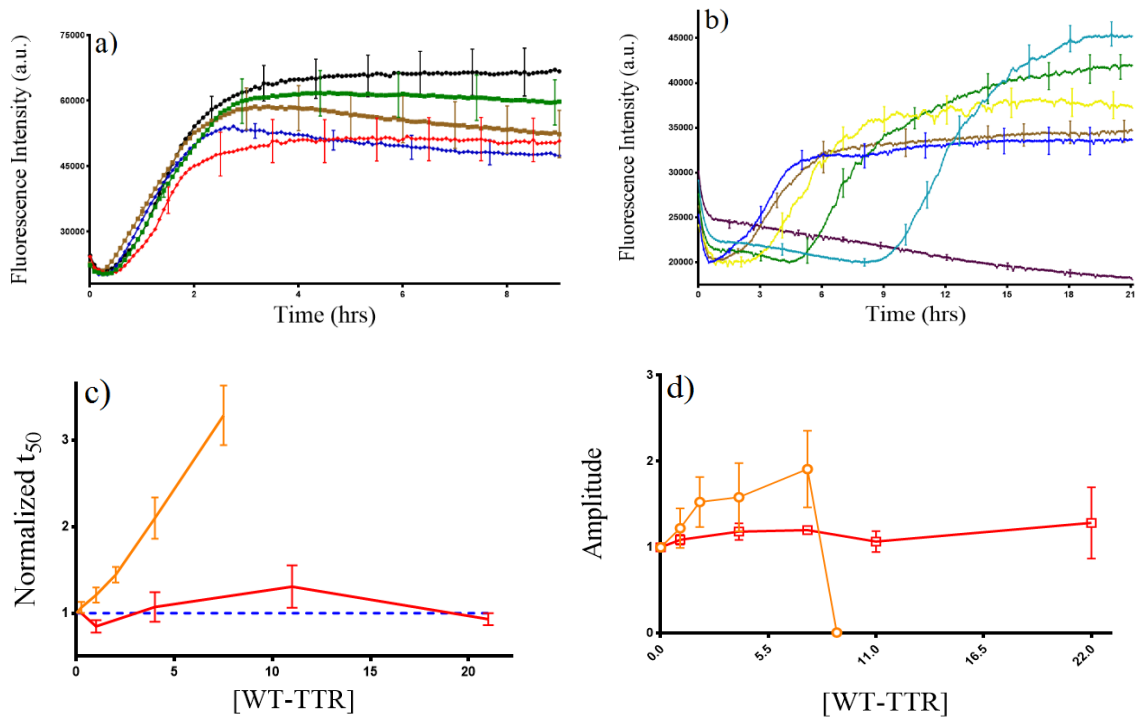 a)
Fluorescence Intensity (a.u.)
75000
60000
45000
30000
0 2 4 6 8
Time (hrs)
b)
Fluorescence Intensity (a.u.)
45000
40000
35000
30000
25000
20000
0 3 6 9 12 15 18 21
Time (hrs)
c)
Normalized t50
3
2
1
0 5 10 15 20
[WT-TTR]
d)
Amplitude
3
2
1
0
0.0 5.5 11.0 16.5 22.0
[WT-TTR]